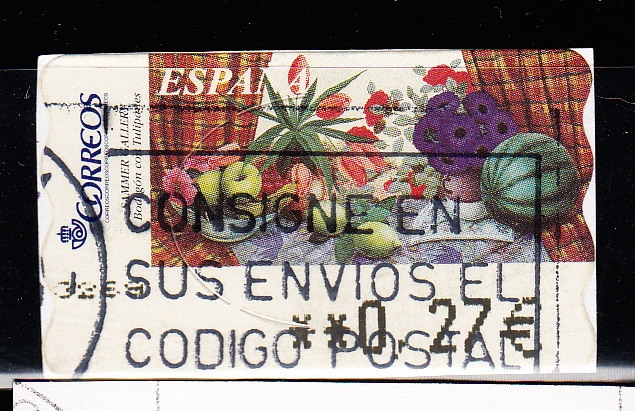 ESPAÑA
CORREOS
SAMMER GALLERY
Bodegón con Tulipanes
CONSIGNE EN
SUS ENVIOS EL
CODIGO POSTAL
**0,27€